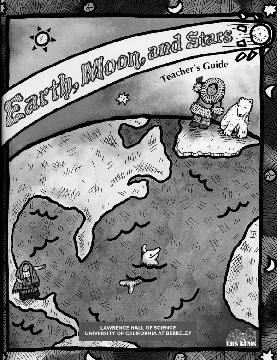 Earth, Moon, and Stars
Teacher's Guide
LAWRENCE HALL OF SCIENCE
UNIVERSITY OF CALIFORNIA AT BERKELEY